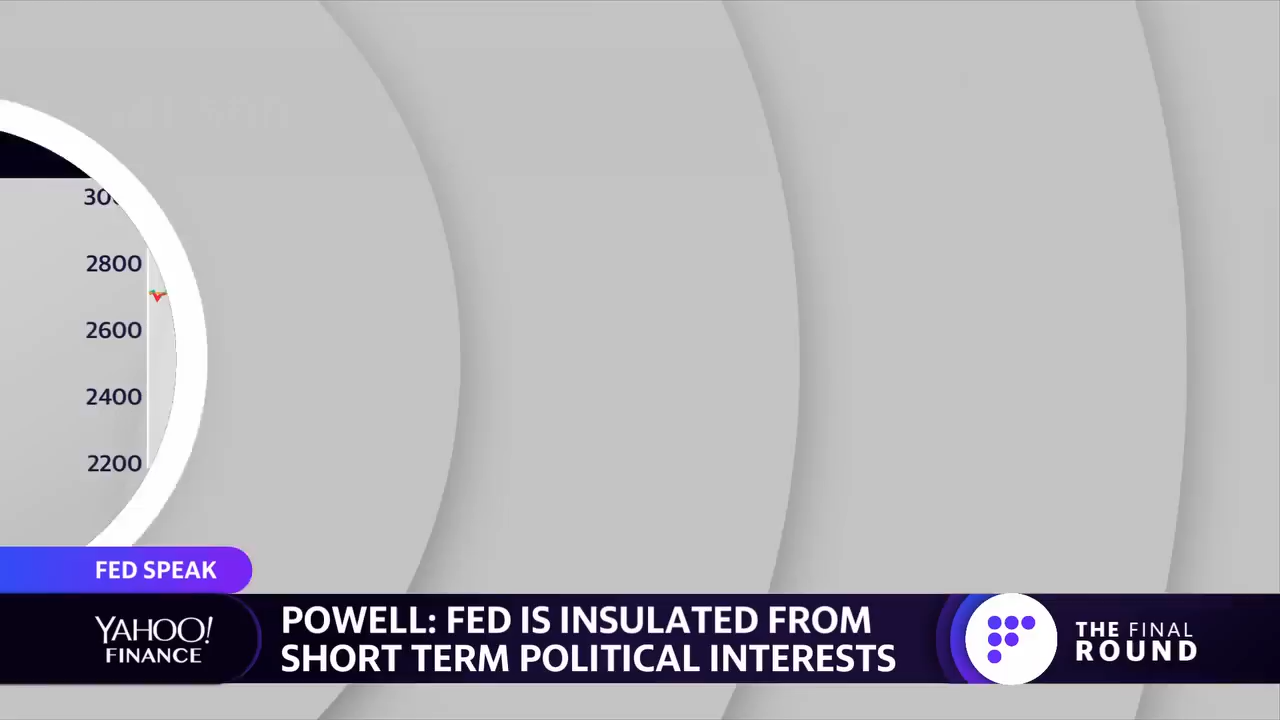 2800
2600
2400
2200
FED SPEAK
YAHOO!
FINANCE
POWELL: FED IS INSULATED FROM
SHORT TERM POLITICAL INTERESTS
THE FINAL
ROUND